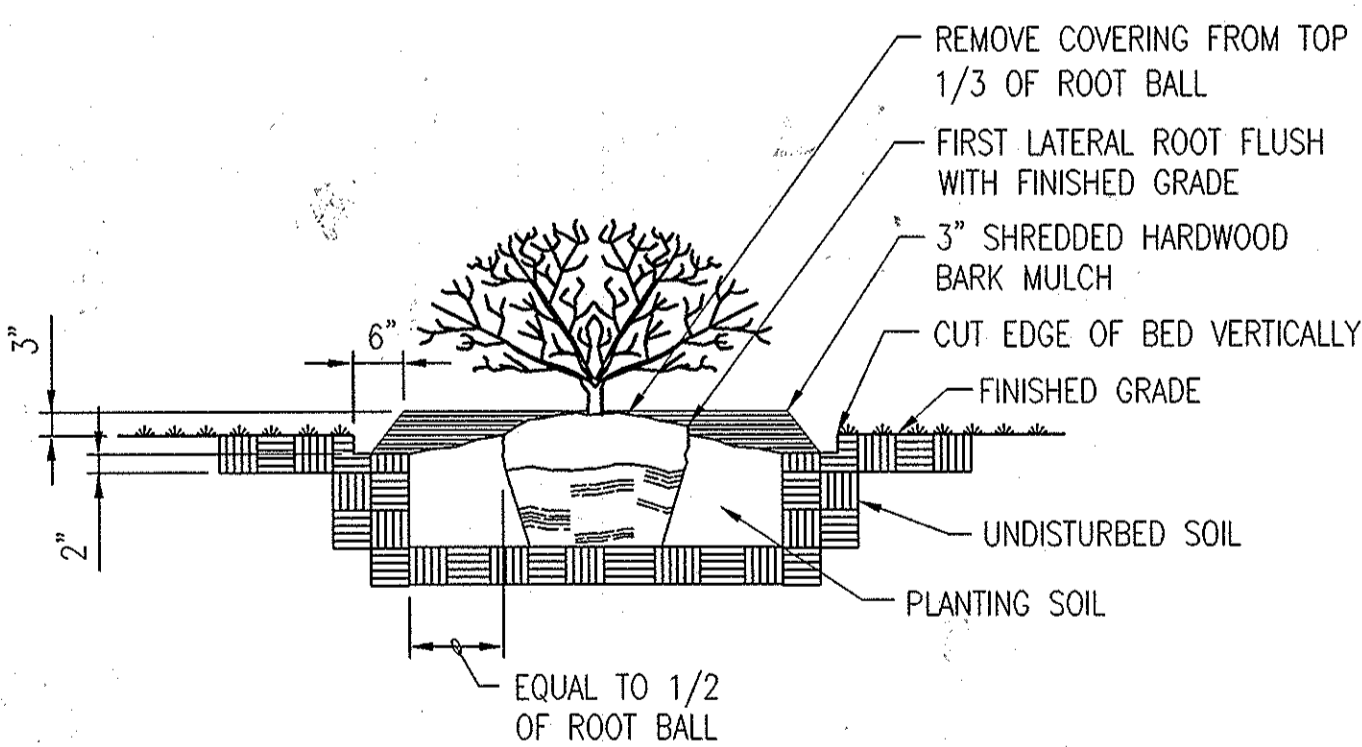 REMOVE COVERING FROM TOP
1/3 OF ROOT BALL
FIRST LATERAL ROOT FLUSH
WITH FINISHED GRADE
3" SHREDDED HARDWOOD
BARK MULCH
CUT EDGE OF BED VERTICALLY
FINISHED GRADE
3"
6"
2"
UNDISTURBED SOIL
PLANTING SOIL
EQUAL TO 1/2
OF ROOT BALL